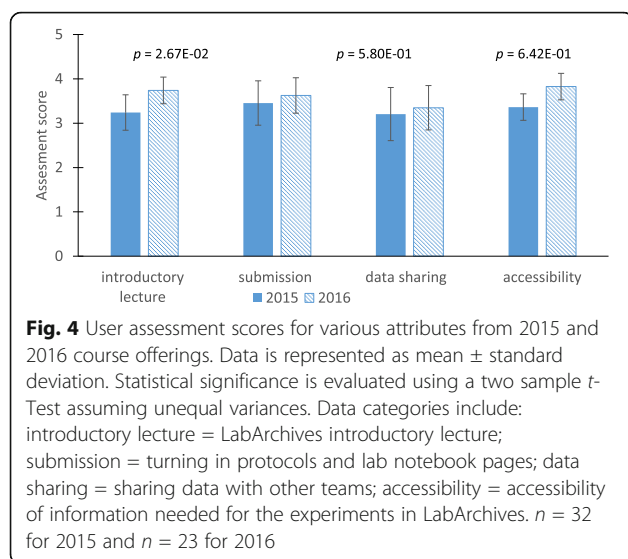 p = 2.67E-02
p = 5.80E-01
p = 6.42E-01
5
4
3
2
1
0
Assesment score
introductory lecture
submission
data sharing
accessibility
2015
2016
Fig. 4 User assessment scores for various attributes from 2015 and
2016 course offerings. Data is represented as mean ± standard
deviation. Statistical significance is evaluated using a two sample t-
Test assuming unequal variances. Data categories include:
introductory lecture = LabArchives introductory lecture;
submission = turning in protocols and lab notebook pages; data
sharing = sharing data with other teams; accessibility = accessibility
of information needed for the experiments in LabArchives. n = 32
for 2015 and n = 23 for 2016